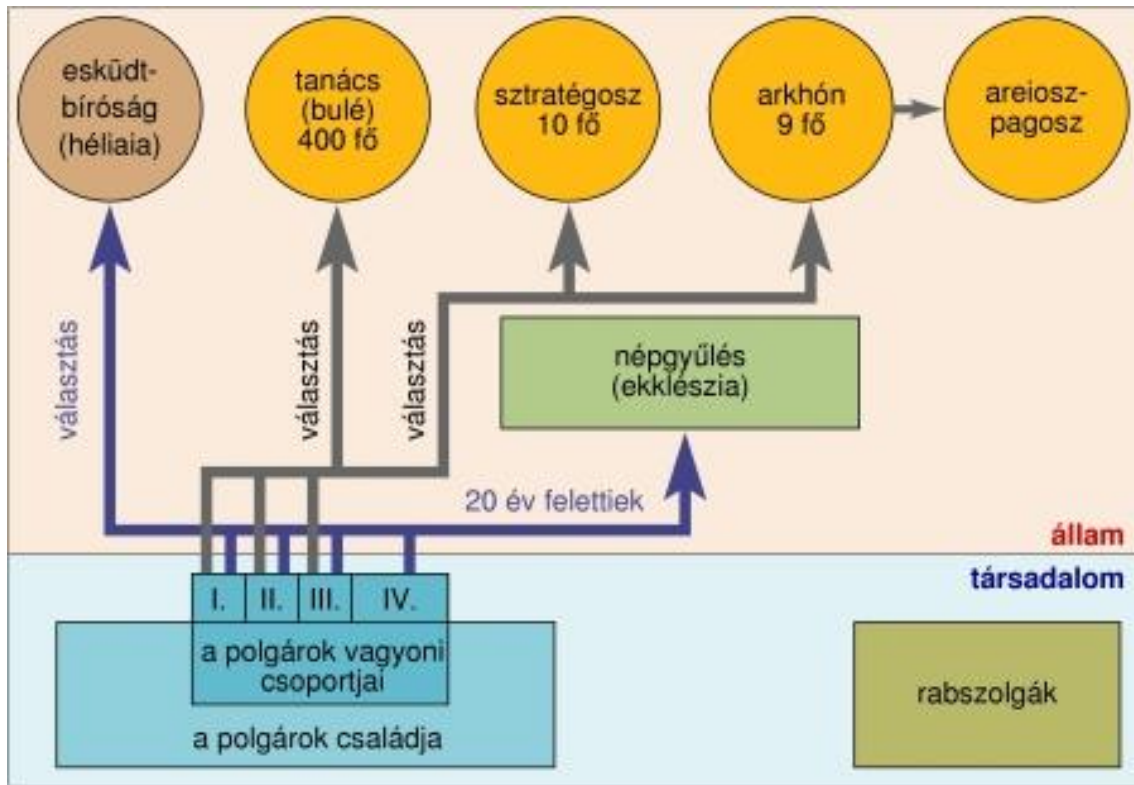 esküdt-
bíróság
(héliaia)
tanács
(bulé)
400 fő
sztratégosz
10 fő
arkhón
9 fő
areiosz-
pagosz
választás
választás
választás
népgyűlés
(ekklészia)
20 év felettiek
állam
társadalom
I.
II.
III.
IV.
a polgárok vagyoni
csoportjai
a polgárok családja
rabszolgák